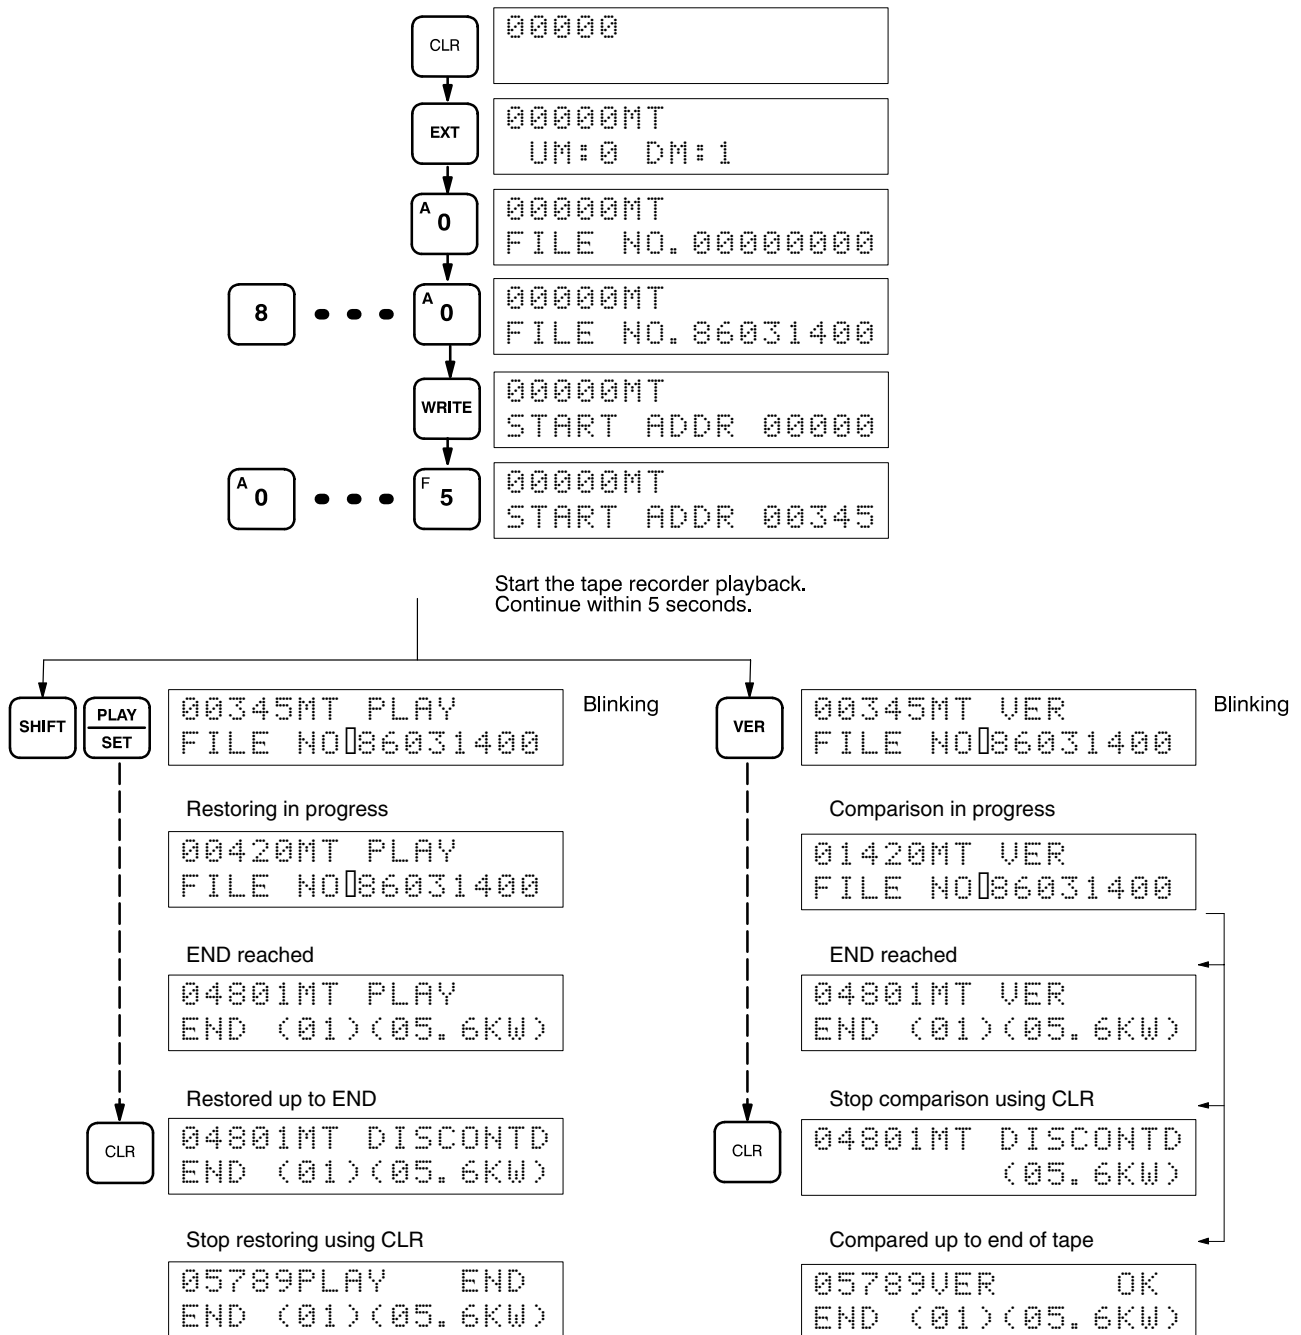 CLR
00000
EXT
00000MT
UM:0 DM:1
A
0
00000MT
FILE NO.00000000
8
A
0
00000MT
FILE NO.86031400
WRITE
00000MT
START ADDR 00000
A
0
F
5
00000MT
START ADDR 00345
Start the tape recorder playback.
Continue within 5 seconds.
SHIFT
PLAY
SET
00345MT PLAY
FILE NO▯86031400
Blinking
Restoring in progress
00420MT PLAY
FILE NO▯86031400
END reached
04801MT PLAY
END (01)(05.6KW)
Restored up to END
CLR
04801MT DISCONTD
END (01)(05.6KW)
Stop restoring using CLR
05789PLAY END
END (01)(05.6KW)
VER
00345MT VER
FILE NO▯86031400
Blinking
Comparison in progress
01420MT VER
FILE NO▯86031400
END reached
04801MT VER
END (01)(05.6KW)
Stop comparison using CLR
CLR
04801MT DISCONTD
(05.6KW)
Compared up to end of tape
05789VER OK
END (01)(05.6KW)